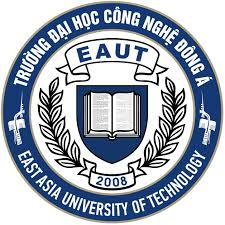 TRƯỜNG ĐẠI HỌC CÔNG NGHỆ ĐÔNG Á
EAUT
2008
EAST ASIA UNIVERSITY OF TECHNOLOGY